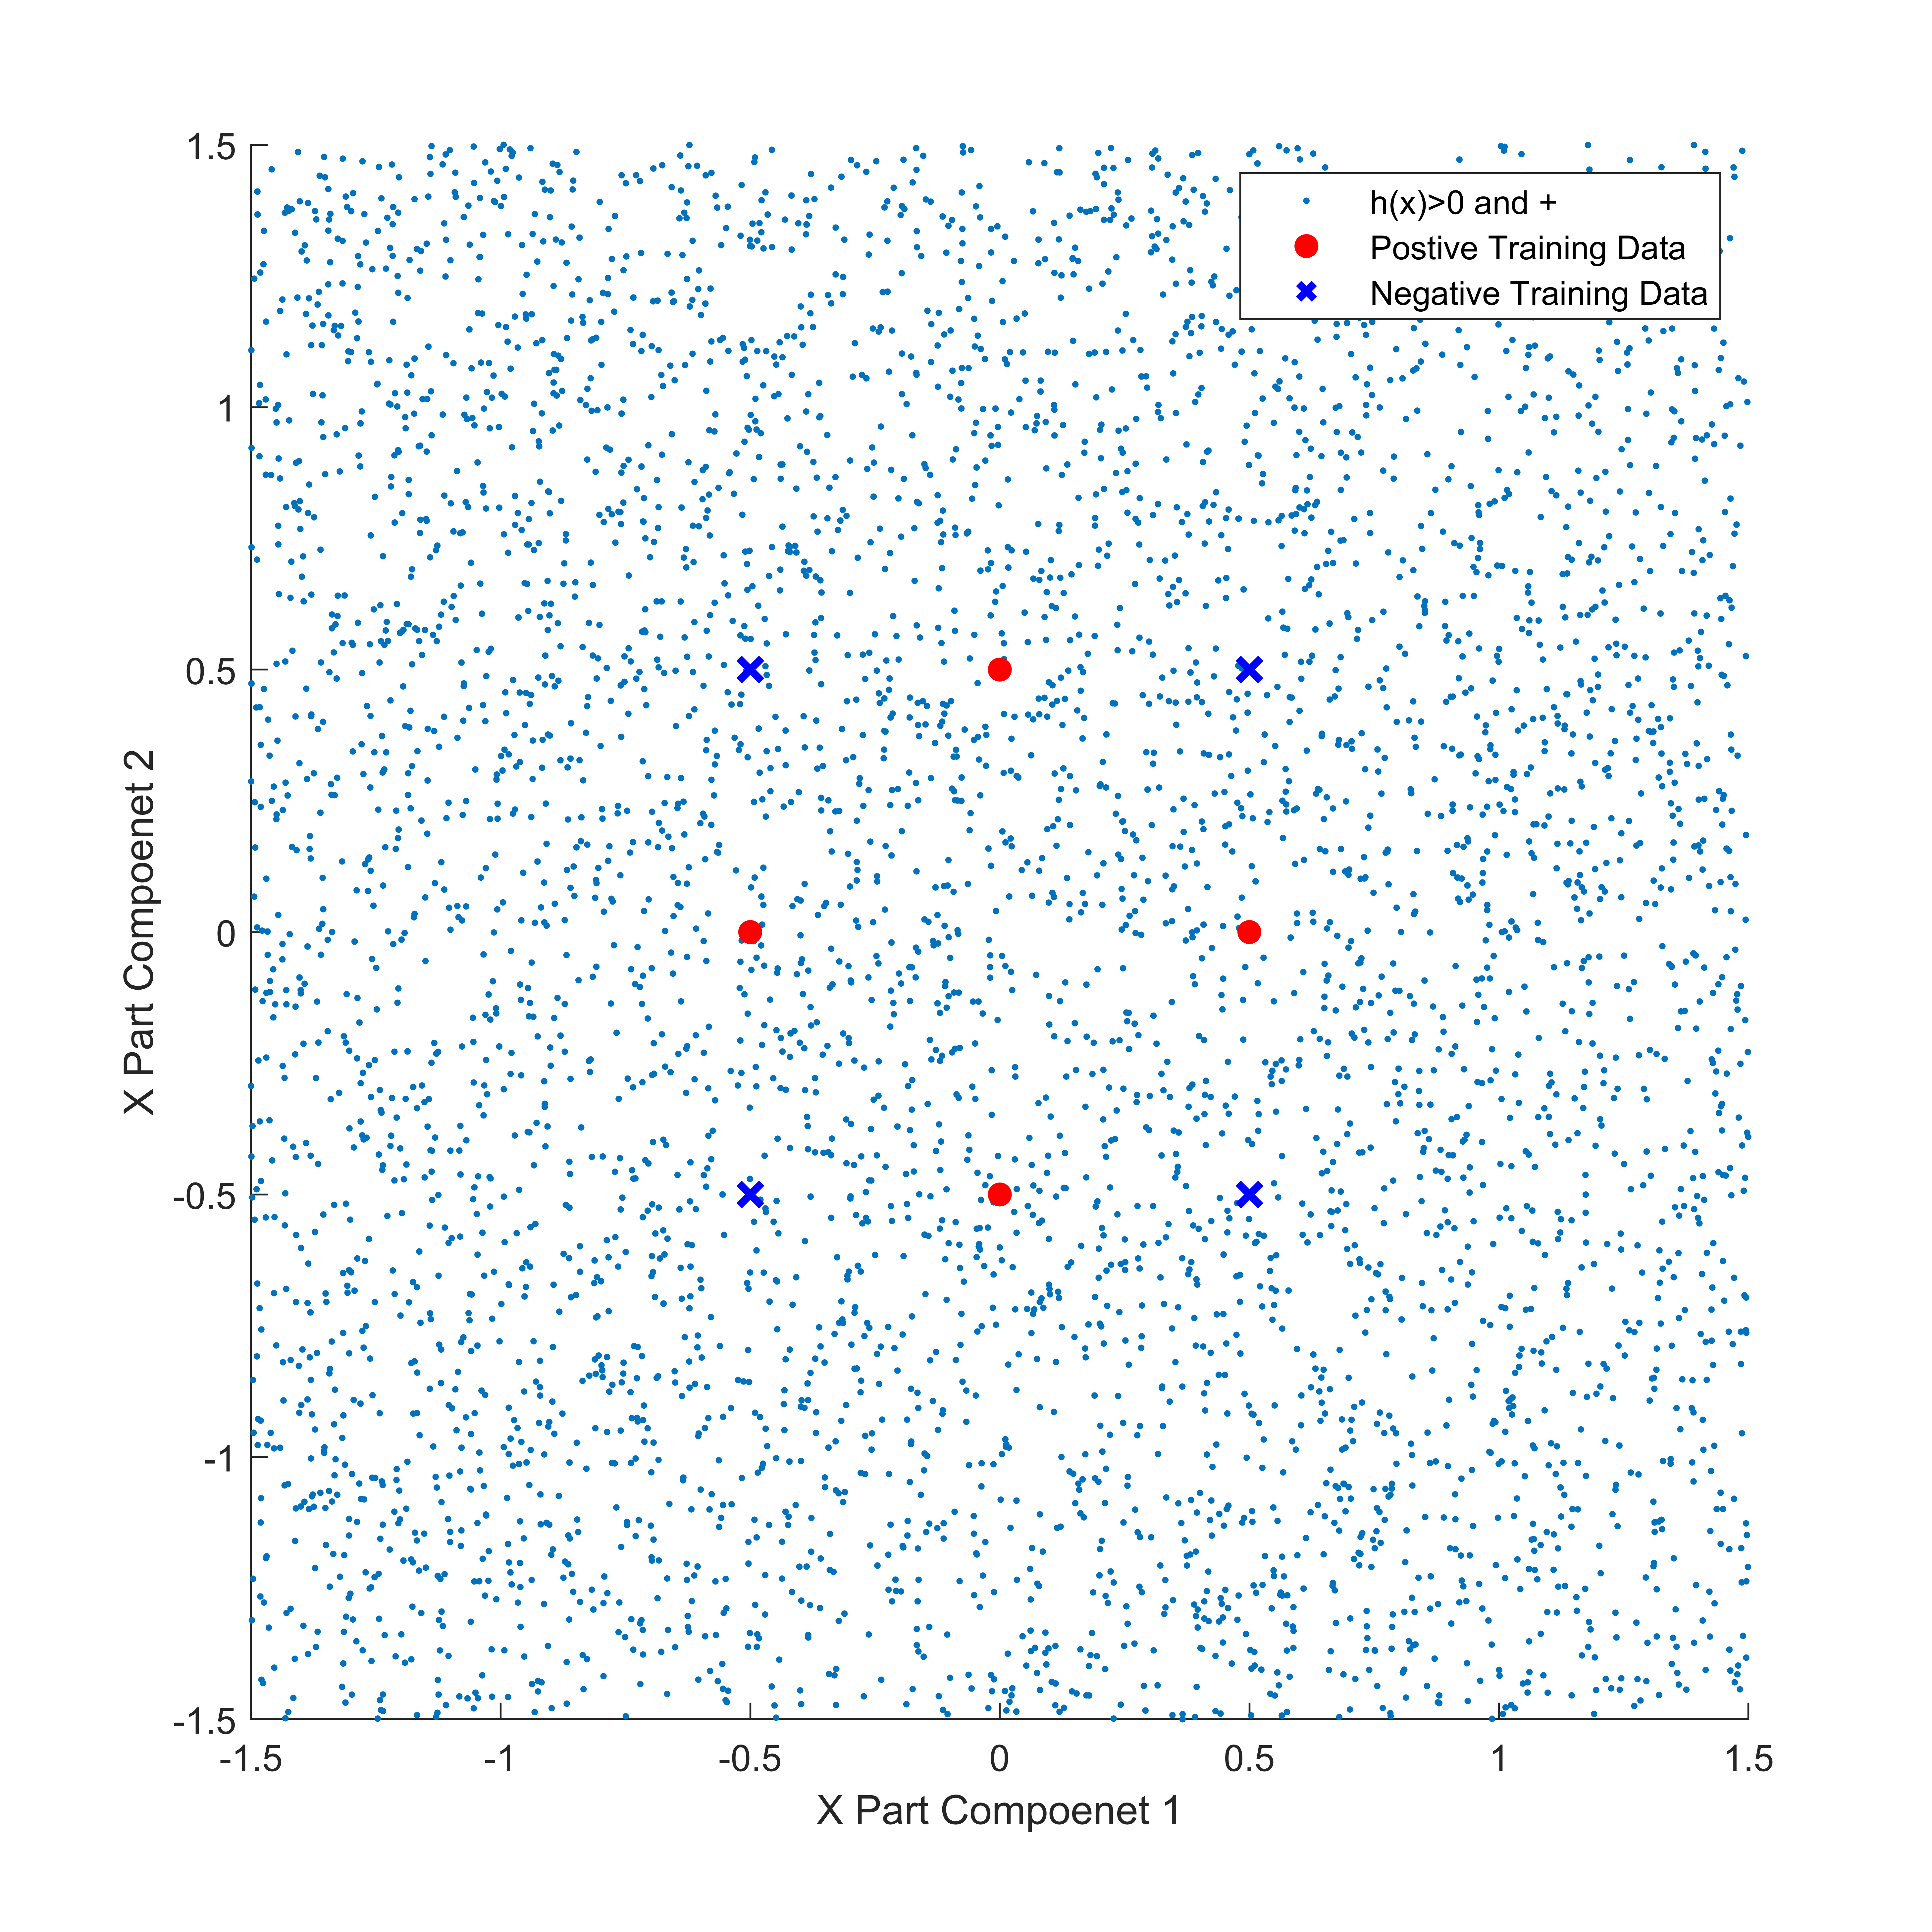 1.5
1
0.5
0
-0.5
-1
-1.5
-1.5
-1
-0.5
0
0.5
1
1.5
X Part Compoenet 1
X Part Compoenet 2
h(x)>0 and +
Postive Training Data
Negative Training Data